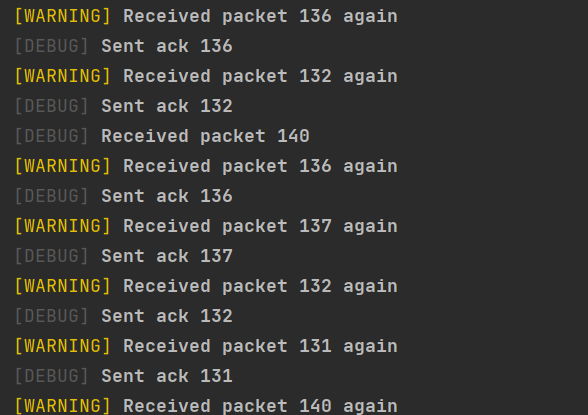 [WARNING] Received packet 136 again
[DEBUG] Sent ack 136
[WARNING] Received packet 132 again
[DEBUG] Sent ack 132
[DEBUG] Received packet 140
[WARNING] Received packet 136 again
[DEBUG] Sent ack 136
[WARNING] Received packet 137 again
[DEBUG] Sent ack 137
[WARNING] Received packet 132 again
[DEBUG] Sent ack 132
[WARNING] Received packet 131 again
[DEBUG] Sent ack 131
[WARNING] Received packet 140 again